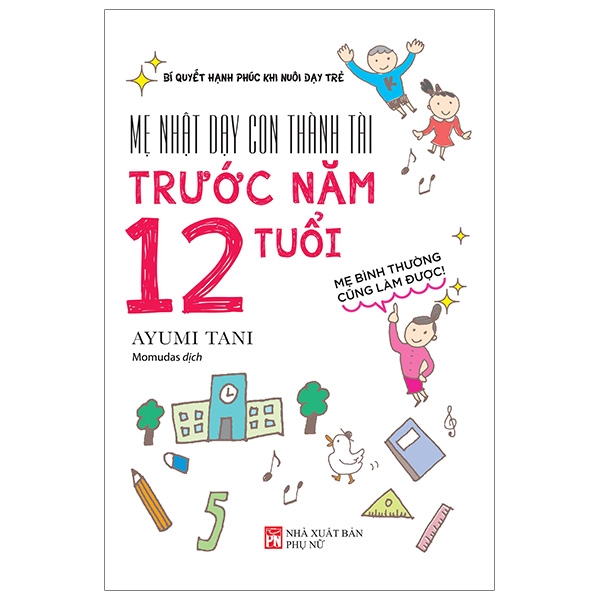 BÍ QUYẾT HẠNH PHÚC KHI NUÔI DẠY TRẺ
K
MẸ NHẬT DẠY CON THÀNH TÀI
TRƯỚC NĂM
12 TUỔI
MẸ BÌNH THƯỜNG
CŨNG LÀM ĐƯỢC!
AYUMI TANI
Momudas dịch
5
PN
NHÀ XUẤT BẢN
PHỤ NỮ